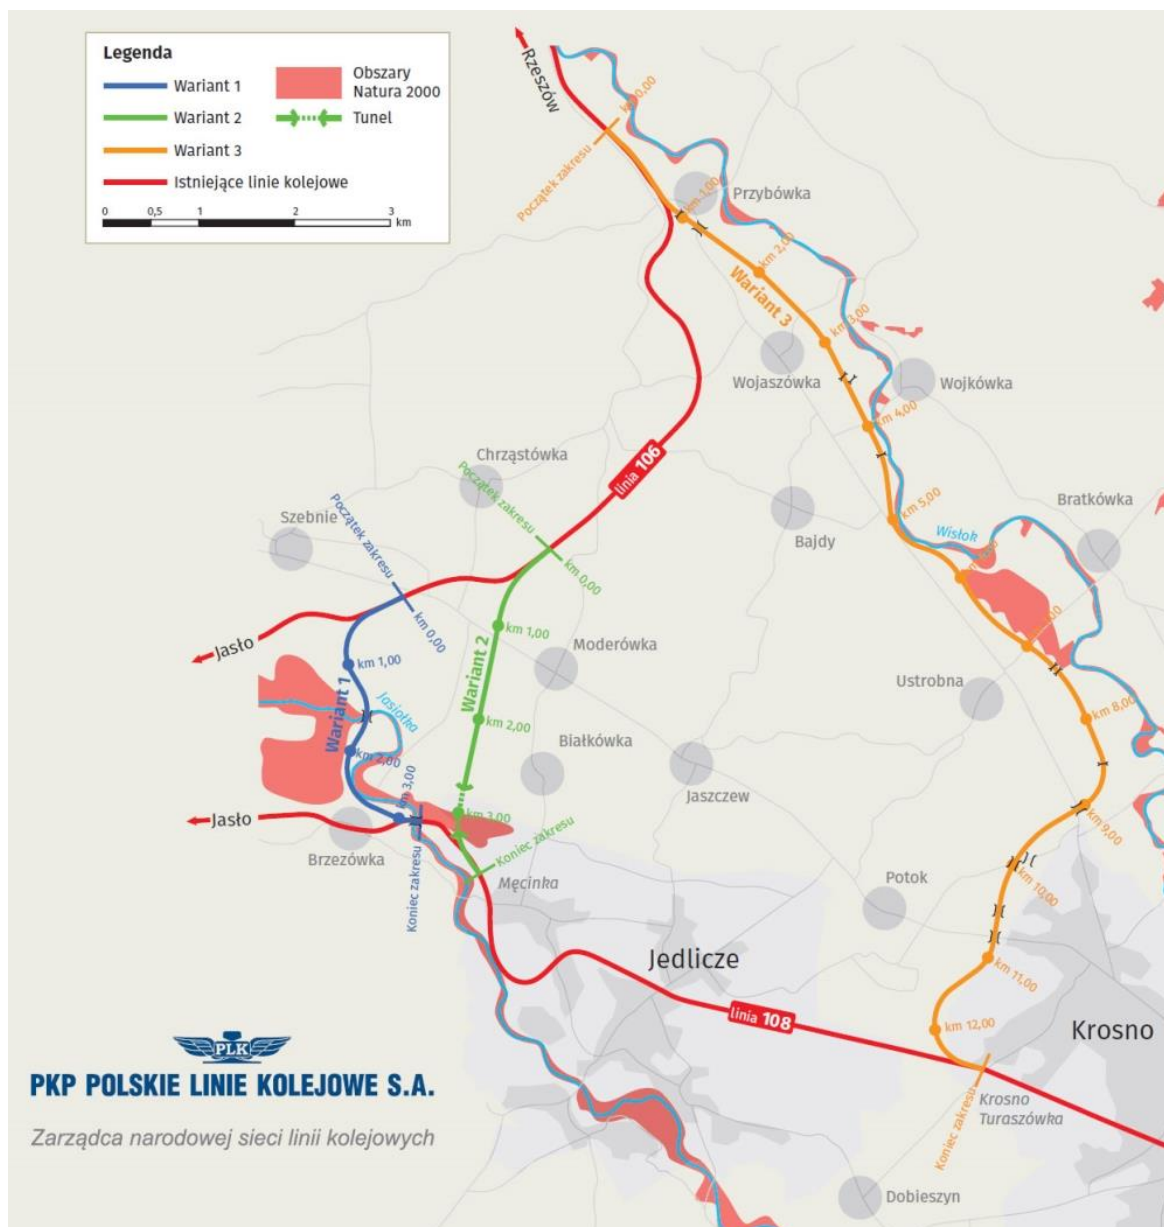 Legenda
Wariant 1
Wariant 2
Wariant 3
Istniejące linie kolejowe
Obszary
Natura 2000
Tunel
0 0,5 1 2 3
km
Rzeszów
km 0,00
Początek zakresu
km 1,00
Przybówka
km 2,00
Wariant 3
km 3,00
Wojaszówka
Wojkówka
km 4,00
linia 106
Chrząstówka
Początek zakresu
Początek zakresu
Szebnie
km 5,00
Bajdy
Wisłok
Bratkówka
km 0,00
km 0,00
Jasło
km 1,00
km 1,00
Wariant 2
Moderówka
Ustrobna
Jasiołka
Wariant 1
km 2,00
km 2,00
Białkówka
Jaszczew
km 8,00
km 3,00
km 3,00
Jasło
Brzezówka
Koniec zakresu
Koniec zakresu
Męcinka
km 9,00
Potok
km 10,00
Jedlicze
km 11,00
linia 108
km 12,00
Krosno
Krosno
Turaszówka
Koniec zakresu
Dobieszyn
PLK
PKP POLSKIE LINIE KOLEJOWE S.A.
Zarządca narodowej sieci linii kolejowych